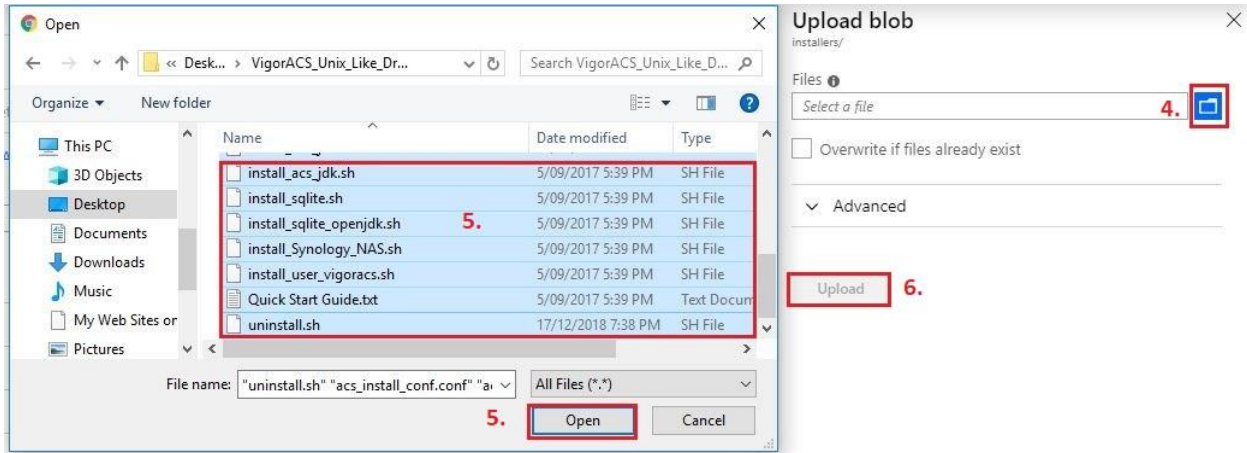 Open
« Desk... › VigorACS_Unix_Like_Dr...
Search VigorACS_Unix_Like_D...
Organize
New folder
?
This PC
3D Objects
Desktop
Documents
Downloads
Music
My Web Sites on
Pictures
Name Date modified Type
install_acs_jdk.sh 5/09/2017 5:39 PM SH File
install_sqlite.sh 5/09/2017 5:39 PM SH File
install_sqlite_openjdk.sh 5/09/2017 5:39 PM SH File
5.
install_Synology_NAS.sh 5/09/2017 5:39 PM SH File
install_user_vigoracs.sh 5/09/2017 5:39 PM SH File
Quick Start Guide.txt 5/09/2017 5:39 PM Text Docum
uninstall.sh 17/12/2018 7:38 PM SH File
File name: "uninstall.sh" "acs_install_conf.conf" "a
All Files (*.*)
5. Open Cancel
Upload blob
installers/
Files
Select a file
4.
Overwrite if files already exist
Advanced
Upload
6.